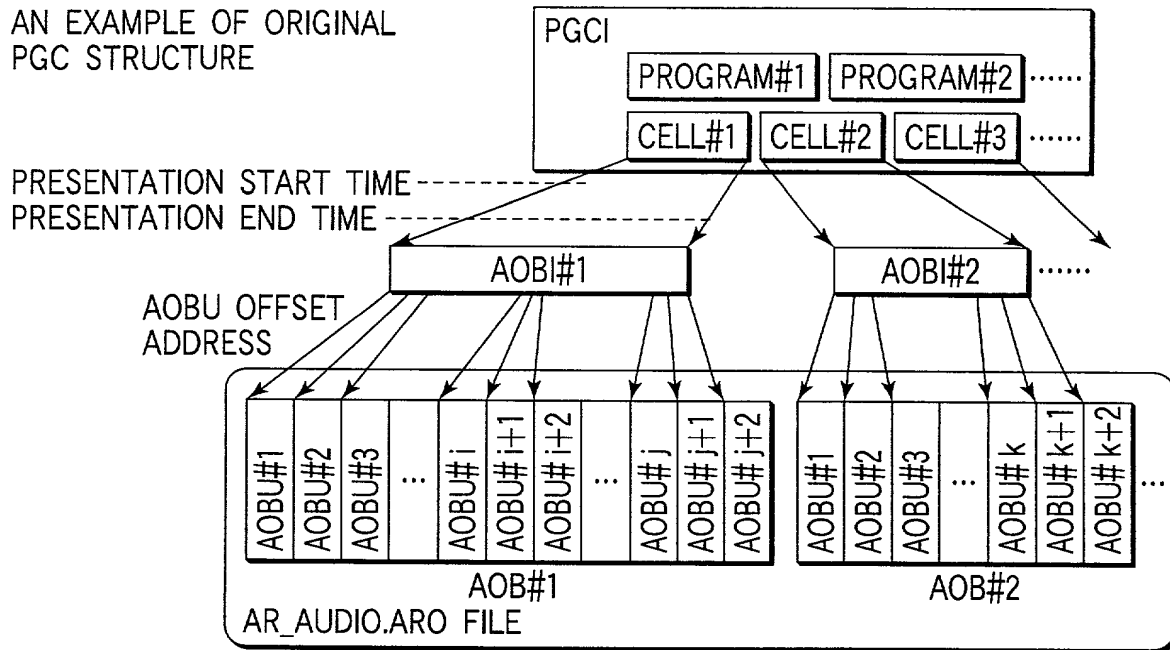 AN EXAMPLE OF ORIGINAL
PGC STRUCTURE
PGCI
PROGRAM#1 PROGRAM#2 ······
CELL#1 CELL#2 CELL#3 ······
PRESENTATION START TIME
PRESENTATION END TIME
AOBI#1 AOBI#2 ······
AOBU OFFSET
ADDRESS
AOBU#1 AOBU#2 AOBU#3 ··· AOBU#i AOBU#i+1 AOBU#i+2 ··· AOBU#j AOBU#j+1 AOBU#j+2 AOBU#1 AOBU#2 AOBU#3 ··· AOBU#k AOBU#k+1 AOBU#k+2 ···
AOB#1 AOB#2
AR_AUDIO.ARO FILE